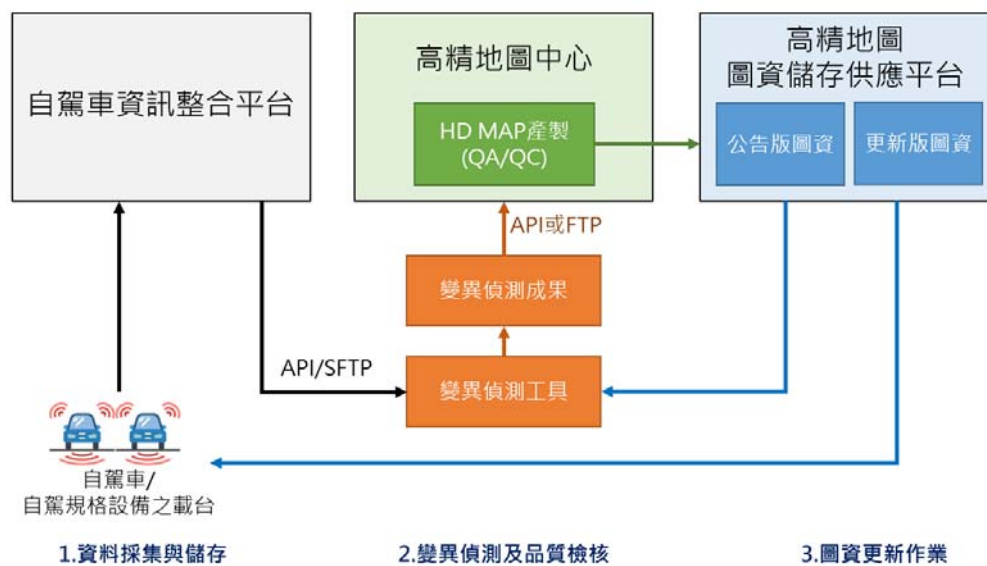 自駕車資訊整合平台
高精地圖中心
HD MAP產製
(QA/QC)
高精地圖
圖資儲存供應平台
公告版圖資
更新版圖資
API或FTP
變異偵測成果
API/SFTP
變異偵測工具
自駕車/
自駕規格設備之載台
1.資料採集與儲存
2.變異偵測及品質檢核
3.圖資更新作業